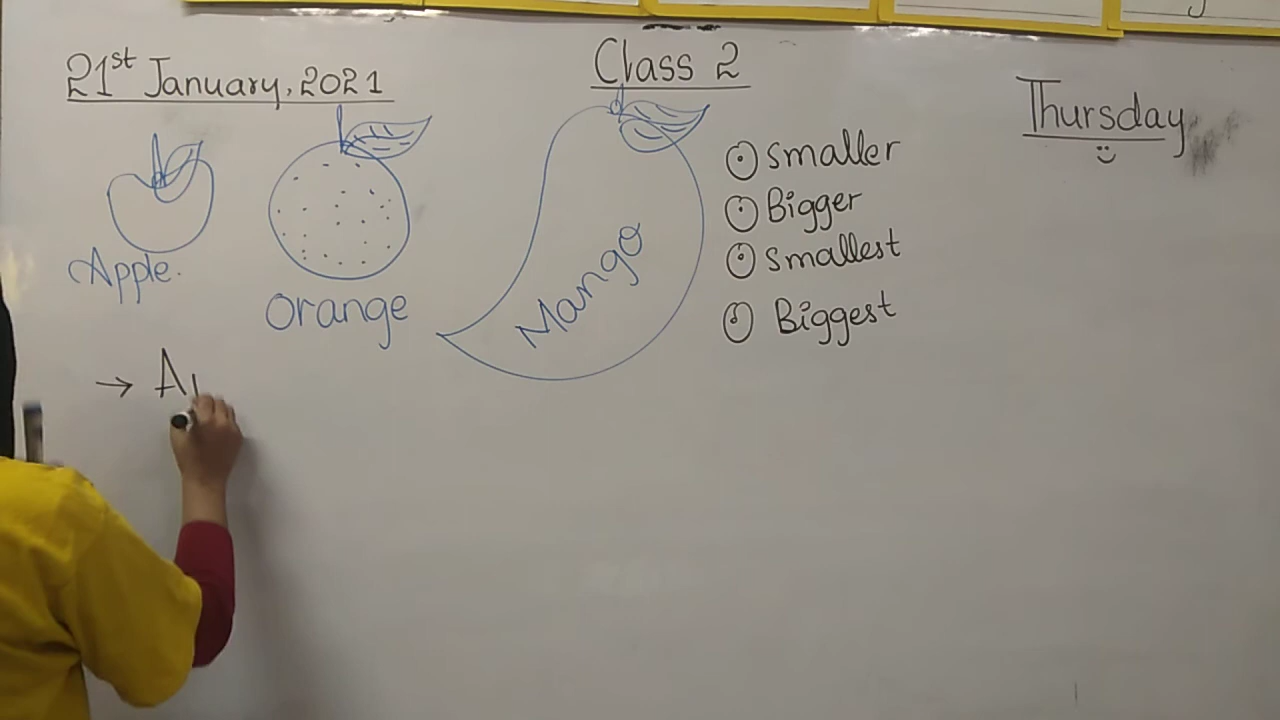 21st January, 2021
Class 2
Thursday
Apple.
Orange
Mango
smaller
Bigger
smallest
Biggest
→ A